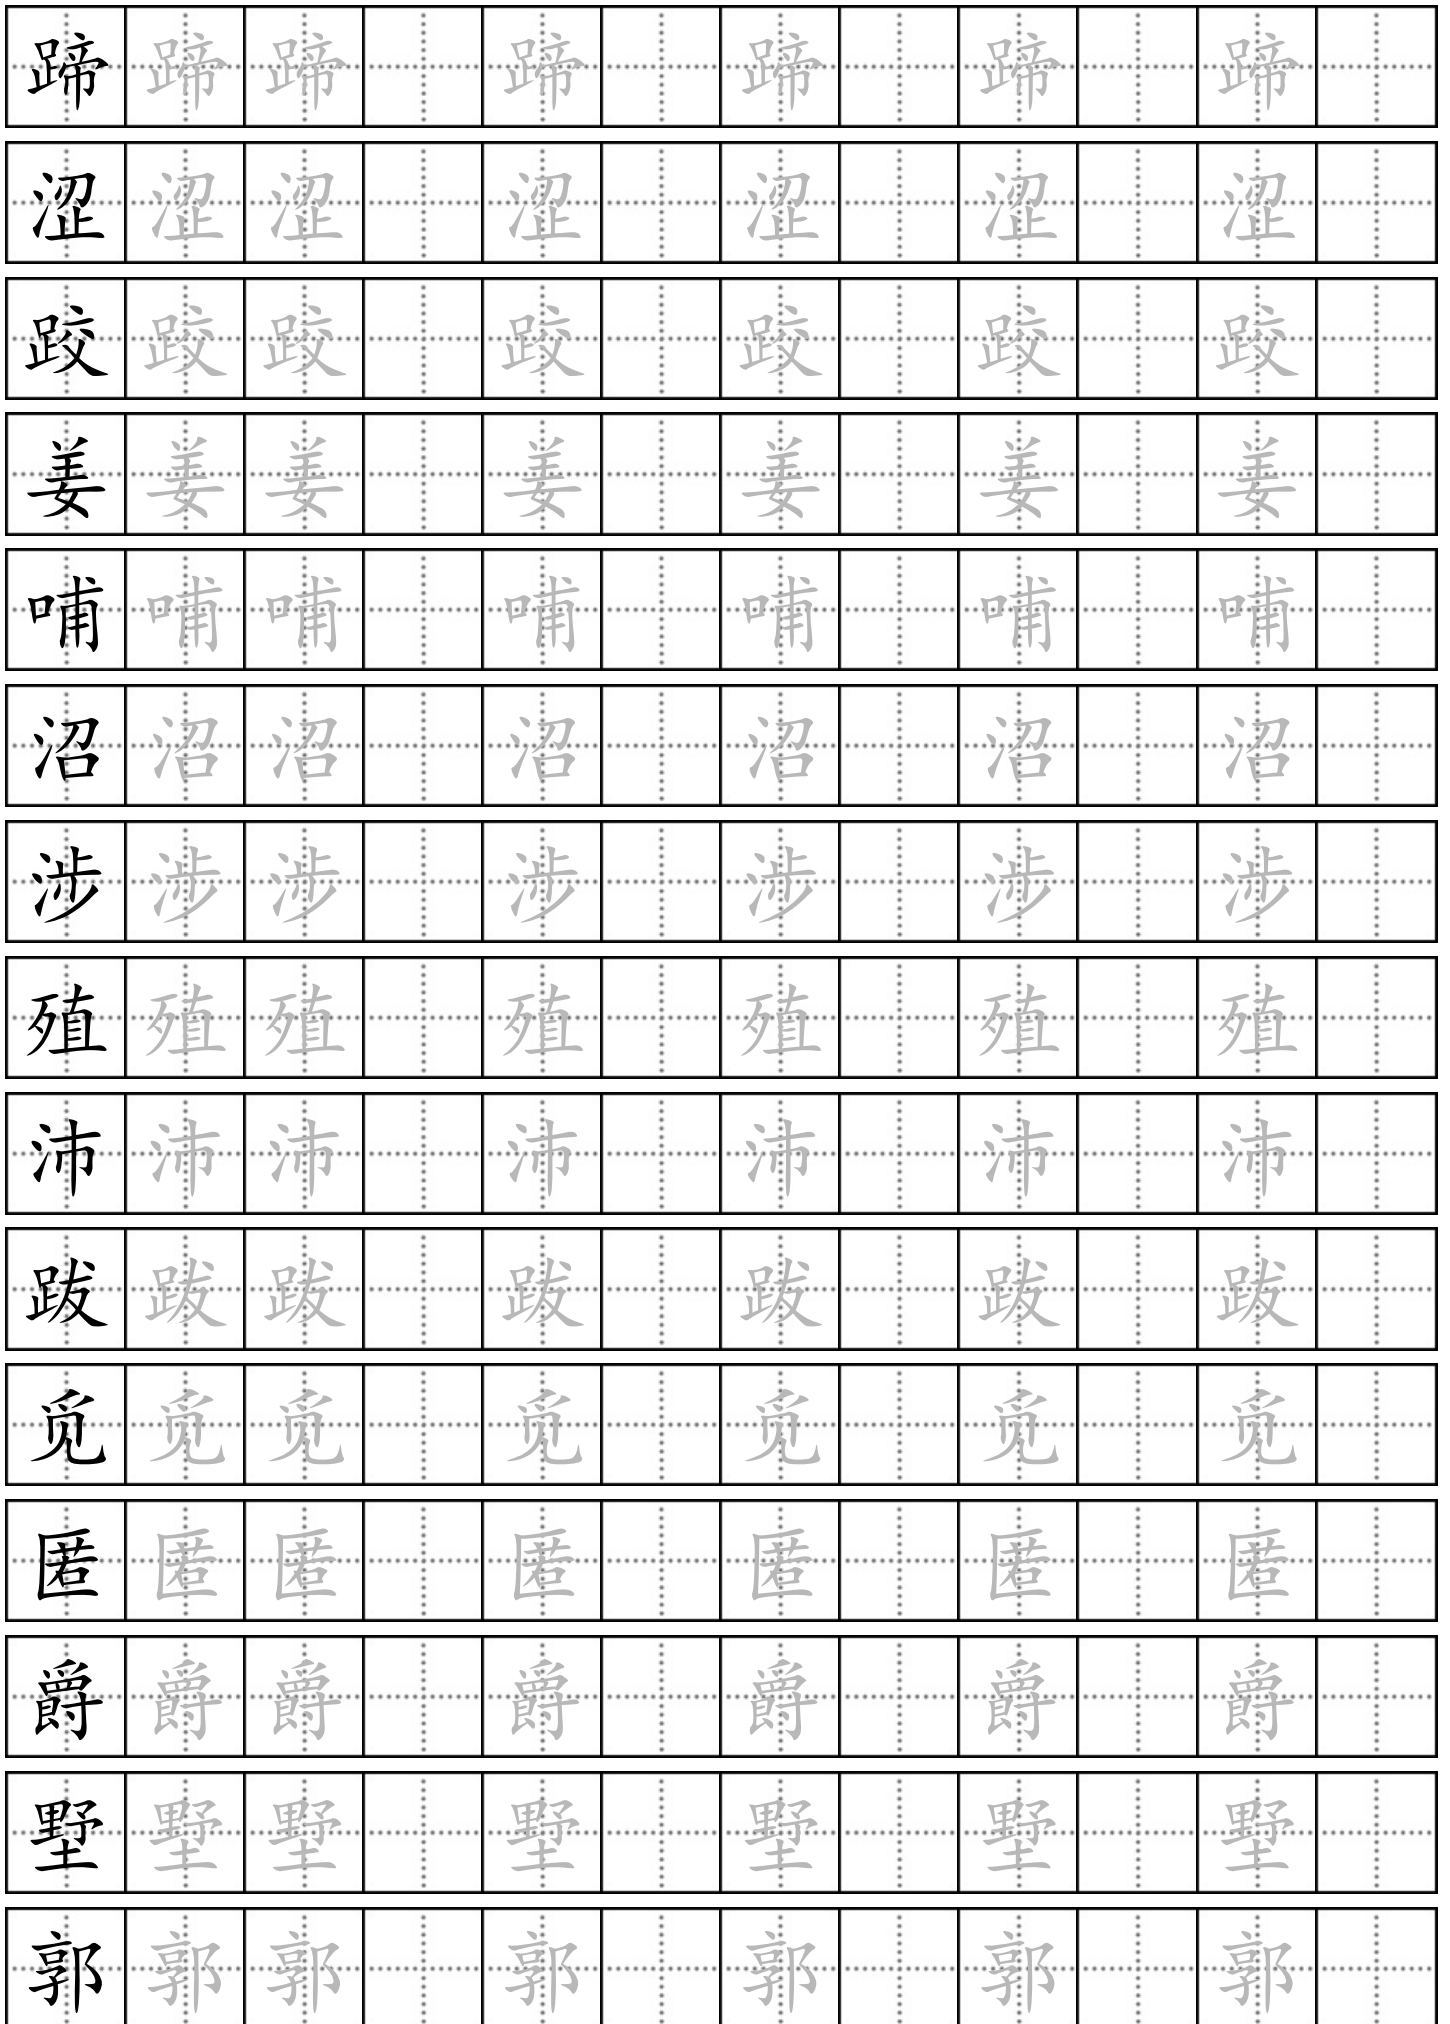 蹄 蹄 蹄 蹄 蹄 蹄 蹄
涩 涩 涩 涩 涩 涩 涩
跤 跤 跤 跤 跤 跤 跤
姜 姜 姜 姜 姜 姜 姜
哺 哺 哺 哺 哺 哺 哺
沼 沼 沼 沼 沼 沼 沼
涉 涉 涉 涉 涉 涉 涉
殖 殖 殖 殖 殖 殖 殖
沛 沛 沛 沛 沛 沛 沛
跋 跋 跋 跋 跋 跋 跋
觅 觅 觅 觅 觅 觅 觅
匿 匿 匿 匿 匿 匿 匿
爵 爵 爵 爵 爵 爵 爵
墅 墅 墅 墅 墅 墅 墅
郭 郭 郭 郭 郭 郭 郭